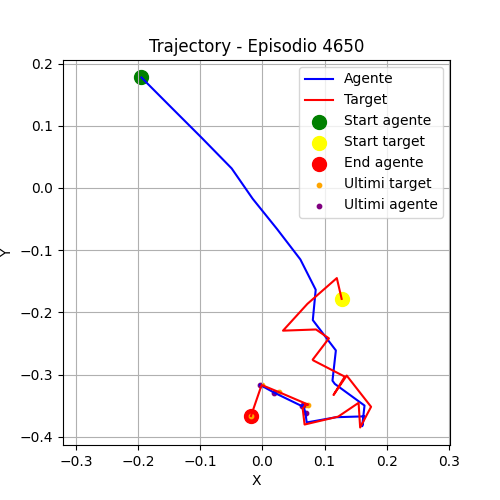 Trajectory - Episodio 4650
Agente
Target
Start agente
Start target
End agente
Ultimi target
Ultimi agente
0.2
0.1
0.0
−0.1
−0.2
−0.3
−0.4
Y
−0.3
−0.2
−0.1
0.0
0.1
0.2
0.3
X